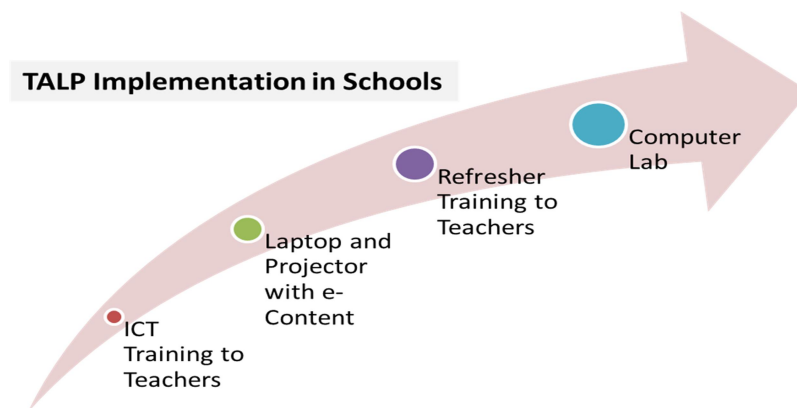 TALP Implementation in Schools
Computer
Lab
Refresher
Training to
Teachers
Laptop and
Projector
with e-
Content
ICT
Training to
Teachers